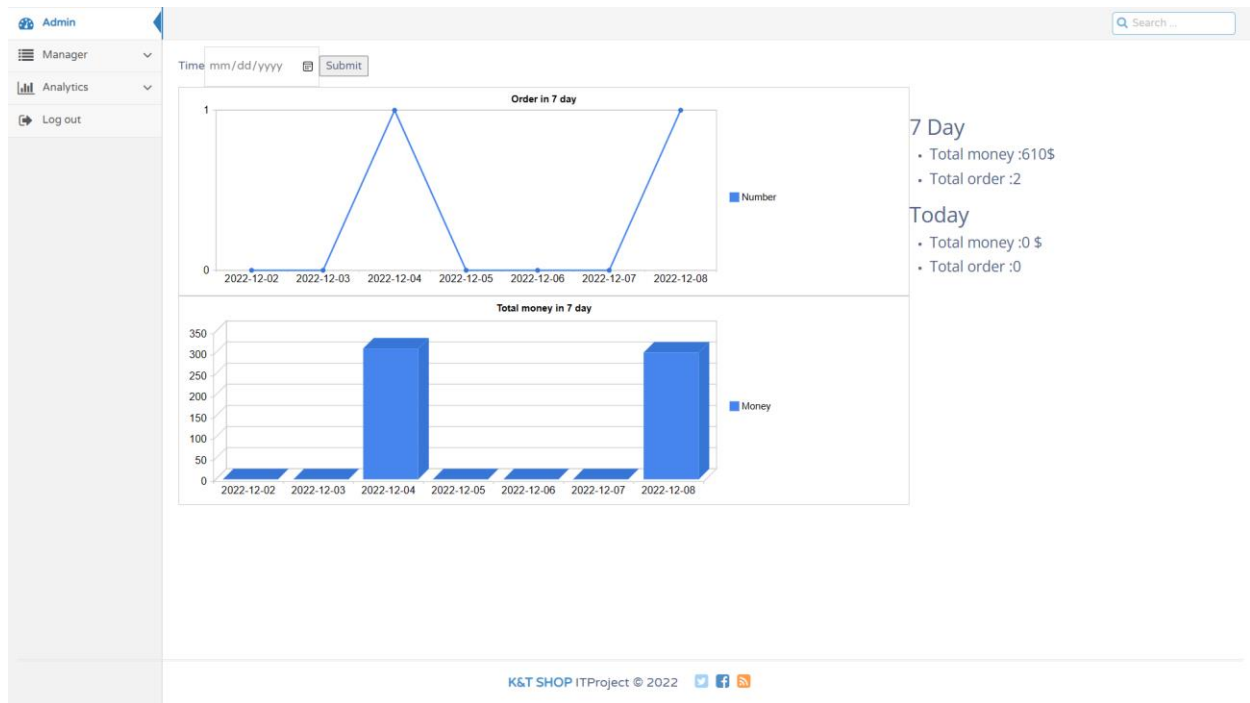 Admin
Search ...
Manager
Analytics
Log out
Time mm/dd/yyyy Submit
Order in 7 day
1
0
2022-12-02 2022-12-03 2022-12-04 2022-12-05 2022-12-06 2022-12-07 2022-12-08
Number
Total money in 7 day
350
300
250
200
150
100
50
0
2022-12-02 2022-12-03 2022-12-04 2022-12-05 2022-12-06 2022-12-07 2022-12-08
Money
7 Day
• Total money :610$
• Total order :2
Today
• Total money :0 $
• Total order :0
K&T SHOP ITProject © 2022